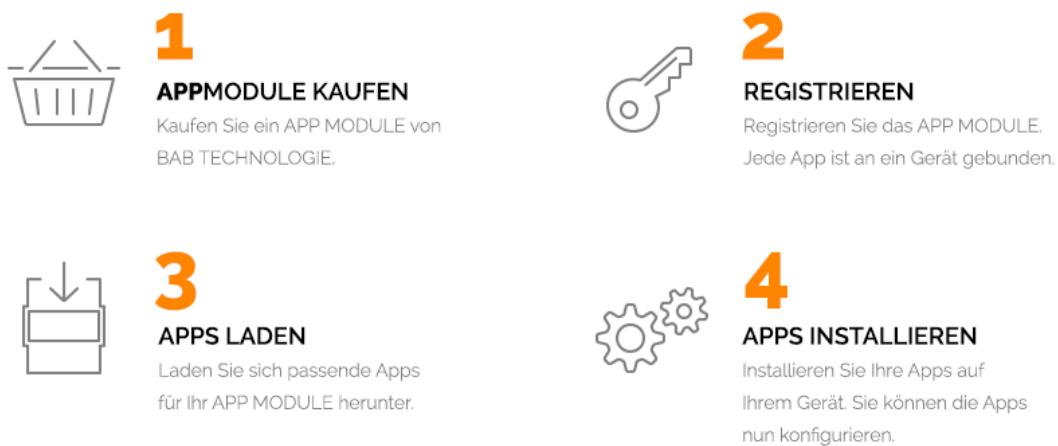 1
APPMODULE KAUFEN
Kaufen Sie ein APP MODULE von
BAB TECHNOLOGIE.
2
REGISTRIEREN
Registrieren Sie das APP MODULE.
Jede App ist an ein Gerät gebunden.
3
APPS LADEN
Laden Sie sich passende Apps
für Ihr APP MODULE herunter.
4
APPS INSTALLIEREN
Installieren Sie Ihre Apps auf
Ihrem Gerät. Sie können die Apps
nun konfigurieren.